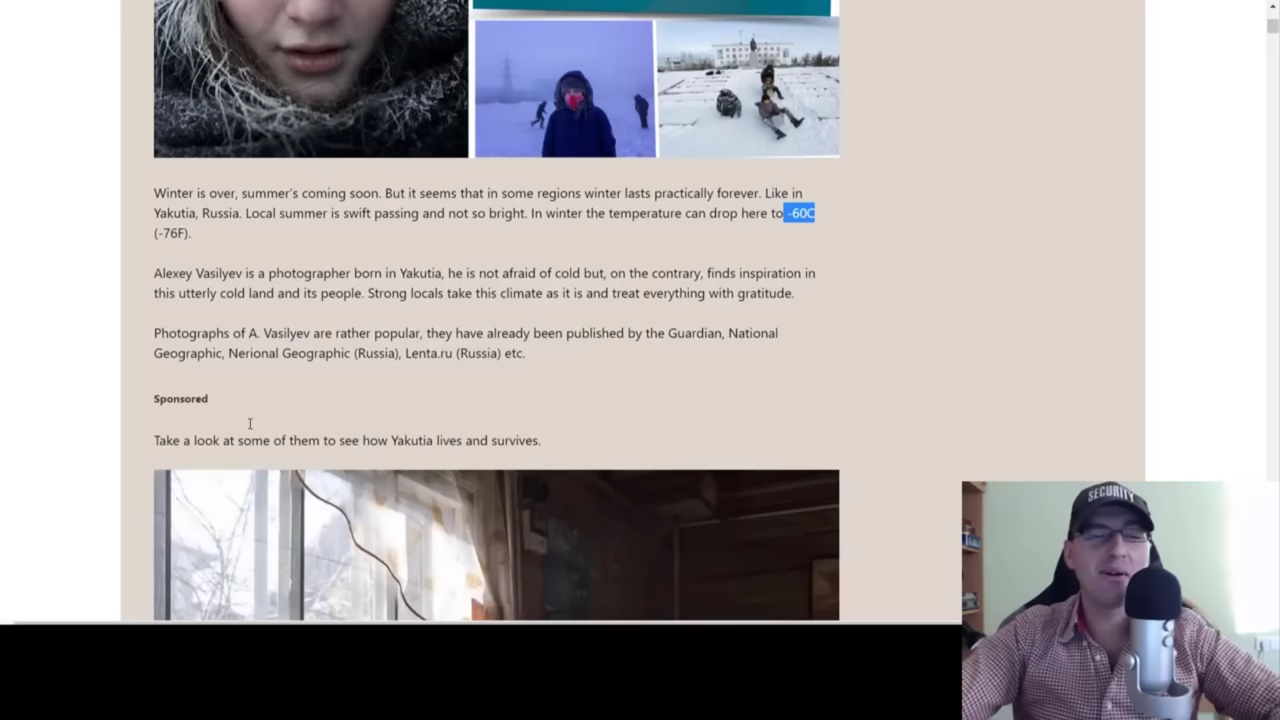 Winter is over, summer's coming soon. But it seems that in some regions winter lasts practically forever. Like in
Yakutia, Russia. Local summer is swift passing and not so bright. In winter the temperature can drop here to -60C
(-76F).
Alexey Vasilyev is a photographer born in Yakutia, he is not afraid of cold but, on the contrary, finds inspiration in
this utterly cold land and its people. Strong locals take this climate as it is and treat everything with gratitude.
Photographs of A. Vasilyev are rather popular, they have already been published by the Guardian, National
Geographic, Nerional Geographic (Russia), Lenta.ru (Russia) etc.
Sponsored
Take a look at some of them to see how Yakutia lives and survives.
SECURITY